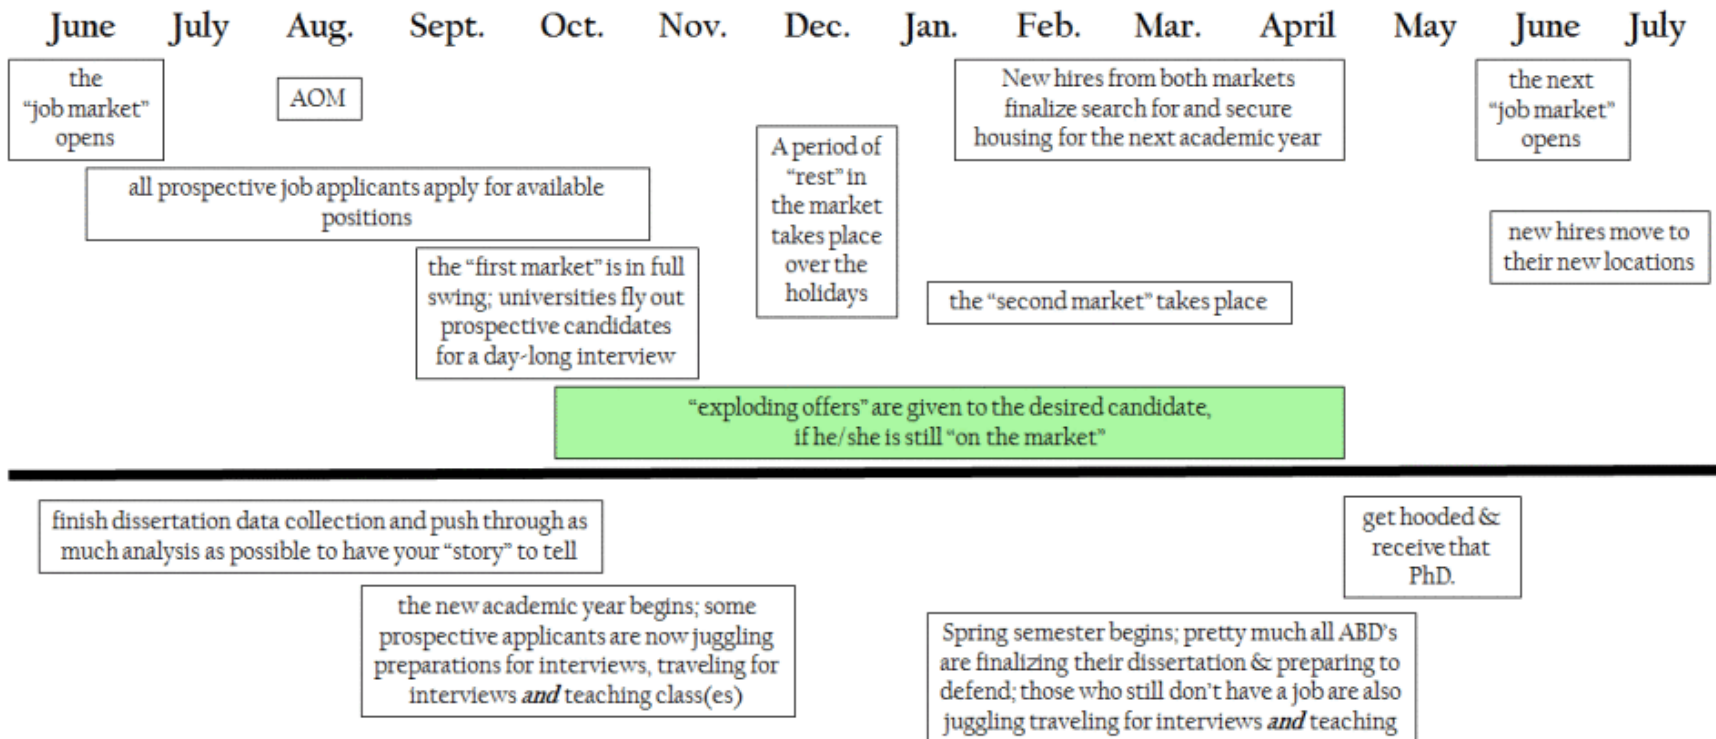 June July Aug. Sept. Oct. Nov. Dec. Jan. Feb. Mar. April May June July
the
“job market”
opens
AOM
New hires from both markets
finalize search for and secure
housing for the next academic year
the next
“job market”
opens
A period of
“rest” in
the market
takes place
over the
holidays
all prospective job applicants apply for available
positions
new hires move to
their new locations
the “first market” is in full
swing; universities fly out
prospective candidates
for a day-long interview
the “second market” takes place
“exploding offers” are given to the desired candidate,
if he/she is still “on the market”
finish dissertation data collection and push through as
much analysis as possible to have your “story” to tell
get hooded &
receive that
PhD.
the new academic year begins; some
prospective applicants are now juggling
preparations for interviews, traveling for
interviews and teaching class(es)
Spring semester begins; pretty much all ABD’s
are finalizing their dissertation & preparing to
defend; those who still don’t have a job are also
juggling traveling for interviews and teaching